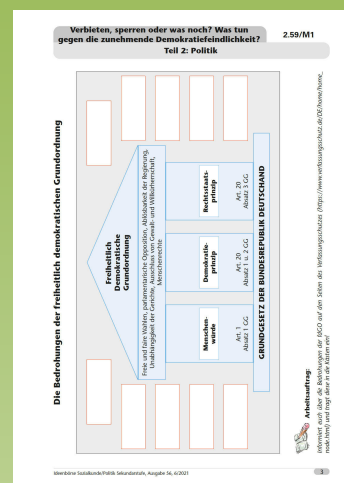 Verbieten, sperren oder was noch? Was tun
gegen die zunehmende Demokratiefeindlichkeit?
2.59/M1
Teil 2: Politik
Die Bedrohungen der freiheitlich demokratischen Grundordnung
Freiheitlich
Demokratische
Grundordnung
Freie und faire Wahlen, parlamentarische Opposition, Ablösbarkeit der Regierung,
Unabhängigkeit der Gerichte, Ausschluss von Gewalt- und Willkürherrschaft,
Menschenrechte
Menschen-
würde
Art. 1
Absatz 1 GG
Demokratie-
prinzip
Art. 20
Absatz 1 u. 2 GG
Rechtsstaats-
prinzip
Art. 20
Absatz 3 GG
GRUNDGESETZ DER BUNDESREPUBLIK DEUTSCHLAND
Arbeitsauftrag:
Informiert euch über die Bedrohungen der fdGO auf den Seiten des Verfassungsschutzes (https://www.verfassungsschutz.de/DE/home/home_
node.html) und tragt diese in die Kästen ein!
Ideenbörse Sozialkunde/Politik Sekundarstufe, Ausgabe 56, 6/2021
3